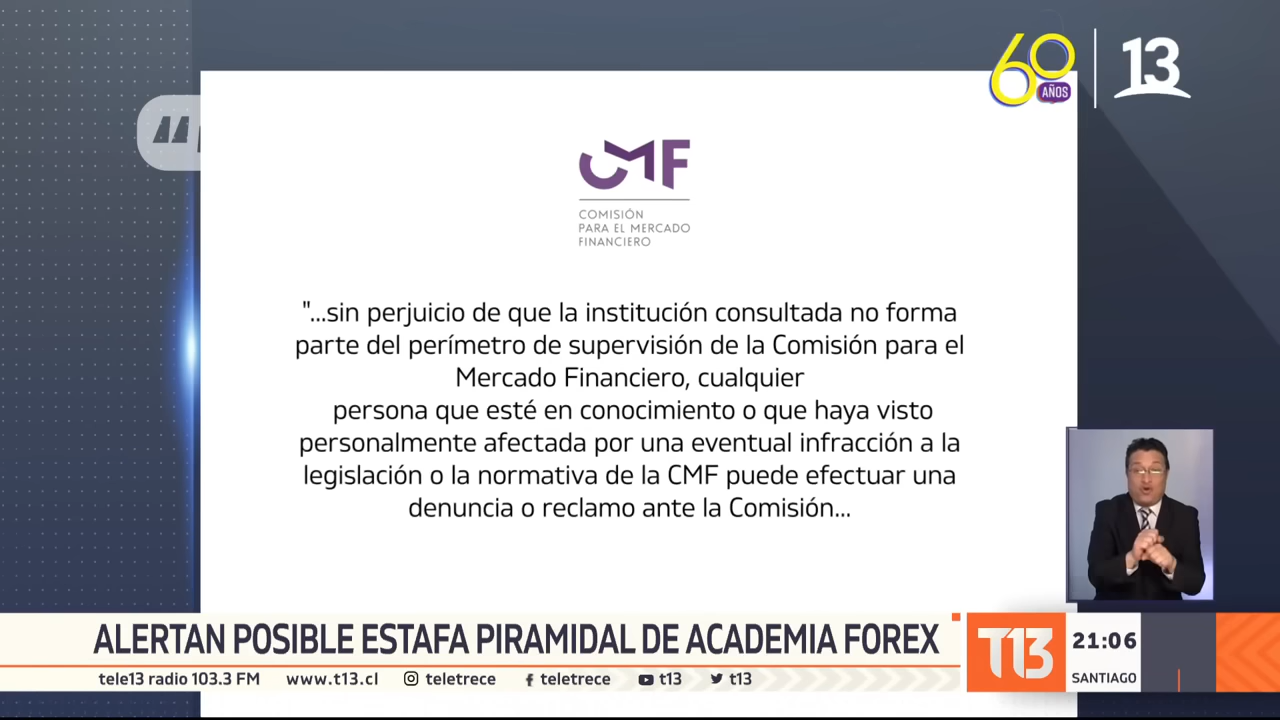 60
AÑOS
13
"
CMF
COMISIÓN
PARA EL MERCADO
FINANCIERO
"...sin perjuicio de que la institución consultada no forma
parte del perímetro de supervisión de la Comisión para el
Mercado Financiero, cualquier
persona que esté en conocimiento o que haya visto
personalmente afectada por una eventual infracción a la
legislación o la normativa de la CMF puede efectuar una
denuncia o reclamo ante la Comisión...
ALERTAN POSIBLE ESTAFA PIRAMIDAL DE ACADEMIA FOREX
tele13 radio 103.3 FM www.t13.cl teletrece teletrece t13 t13
T13
21:06
SANTIAGO